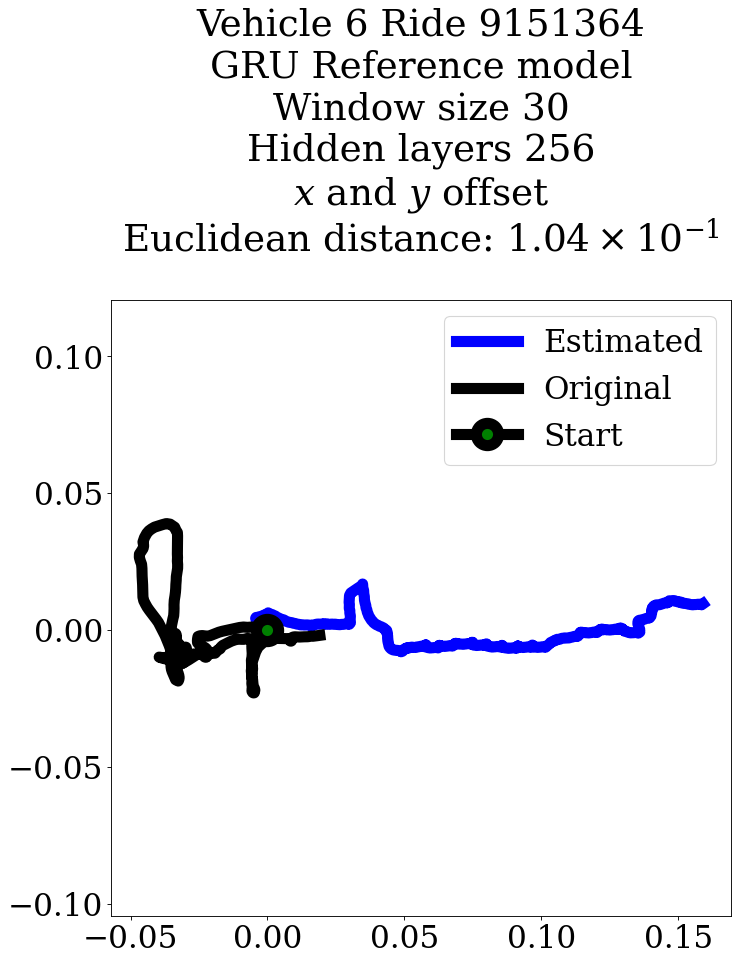 Vehicle 6 Ride 9151364
GRU Reference model
Window size 30
Hidden layers 256
x and y offset
Euclidean distance: 1.04 × 10⁻¹
Estimated
Original
Start
0.10
0.05
0.00
−0.05
−0.10
−0.05 0.00 0.05 0.10 0.15